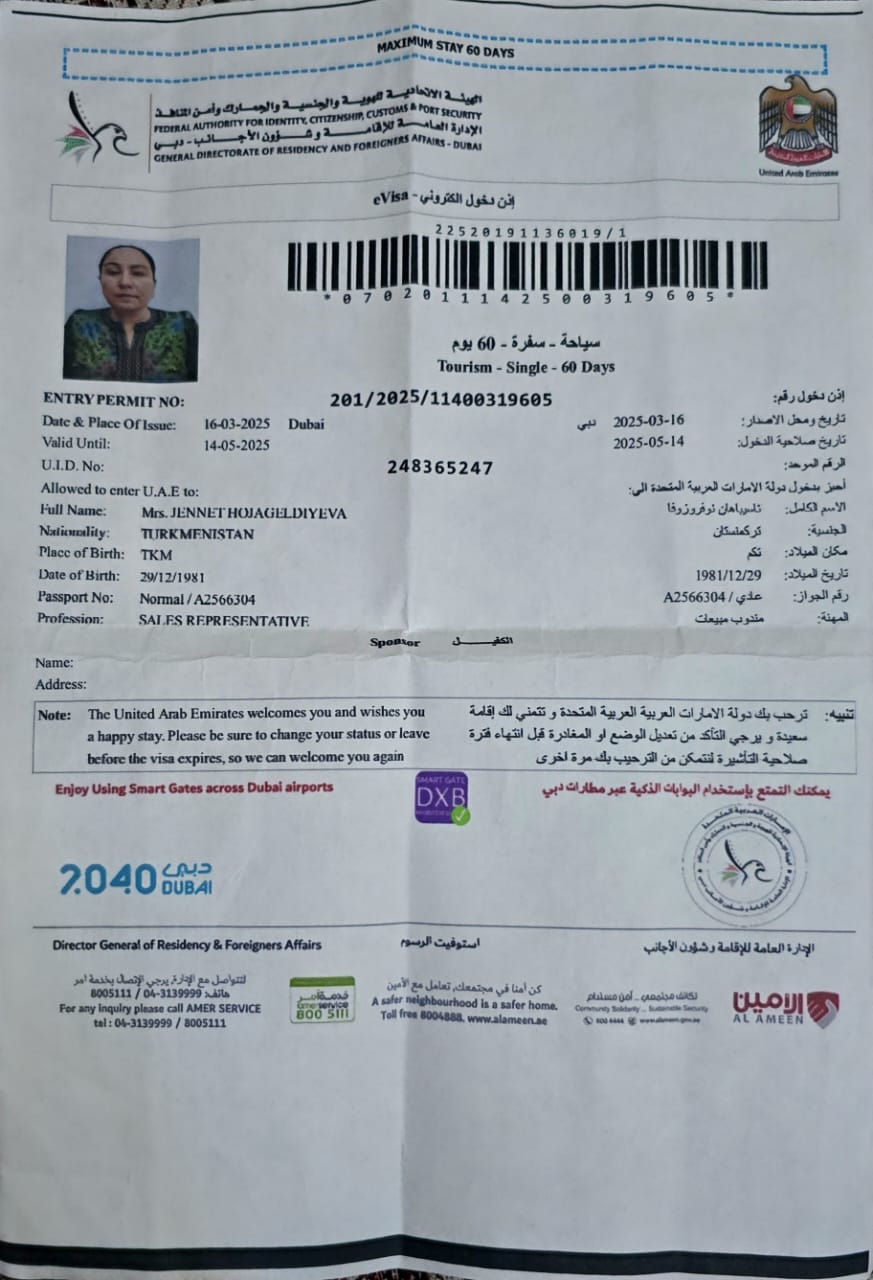 MAXIMUM STAY 60 DAYS
الهيئة الاتحادية للهوية والجنسية والجمارك وأمن المنافذ
FEDERAL AUTHORITY FOR IDENTITY, CITIZENSHIP, CUSTOMS & PORT SECURITY
الإدارة العامة للإقامة وشؤون الأجانب - دبي
GENERAL DIRECTORATE OF RESIDENCY AND FOREIGNERS AFFAIRS - DUBAI
United Arab Emirates
إذن دخول الكتروني - eVisa
22520191136019/1
*0702011142500319605*
سياحة - سفرة - 60 يوم
Tourism - Single - 60 Days
ENTRY PERMIT NO: 201/2025/11400319605 إذن دخول رقم:
Date & Place Of Issue: 16-03-2025 Dubai دبي 2025-03-16 تاريخ ومحل الاصدار:
Valid Until: 14-05-2025 2025-05-14 تاريخ صلاحية الدخول:
U.I.D. No: 248365247 الرقم الموحد:
Allowed to enter U.A.E to: أجيز بدخول دولة الامارات العربية المتحدة الى:
Full Name: Mrs. JENNET HOJAGELDIYEVA نوفروزوفا الاسم الكامل:
Nationality: TURKMENISTAN تركمنستان الجنسية:
Place of Birth: TKM تكم مكان الميلاد:
Date of Birth: 29/12/1981 1981/12/29 تاريخ الميلاد:
Passport No: Normal / A2566304 عادي / A2566304 رقم الجواز:
Profession: SALES REPRESENTATIVE مندوب مبيعات المهنة:
Sponsor الكفيل
Name:
Address:
Note: The United Arab Emirates welcomes you and wishes you تنبيه: ترحب بك دولة الامارات العربية العربية المتحدة و تتمني لك إقامة
a happy stay. Please be sure to change your status or leave سعيدة و يرجي التأكد من تعديل الوضع او المغادرة قبل انتهاء فترة
before the visa expires, so we can welcome you again صلاحية التأشيرة لنتمكن من الترحيب بك مرة اخرى
Enjoy Using Smart Gates across Dubai airports يمكنك التمتع بإستخدام البوابات الذكية عبر مطارات دبي
SMART GATE
DXB
2040 دبي DUBAI
Director General of Residency & Foreigners Affairs استوفيت الرسوم الإدارة العامة للإقامة وشؤون الأجانب
للتواصل مع الإدارة يرجي الإتصال بخدمة آمر
هاتف: 04-3139999 / 8005111
For any inquiry please call AMER SERVICE
tel : 04-3139999 / 8005111
خدمة آمر
amer service
800 5111
كن آمنا في مجتمعك, تعامل مع الأمين
A safer neighbourhood is a safer home.
Toll free 8004888. www.alameen.ae
تكاتف مجتمعي .. أمن مستدام
Community Solidarity .. Sustainable Security
800 4444 www.alameen.gov.ae
الأمين
AL AMEEN